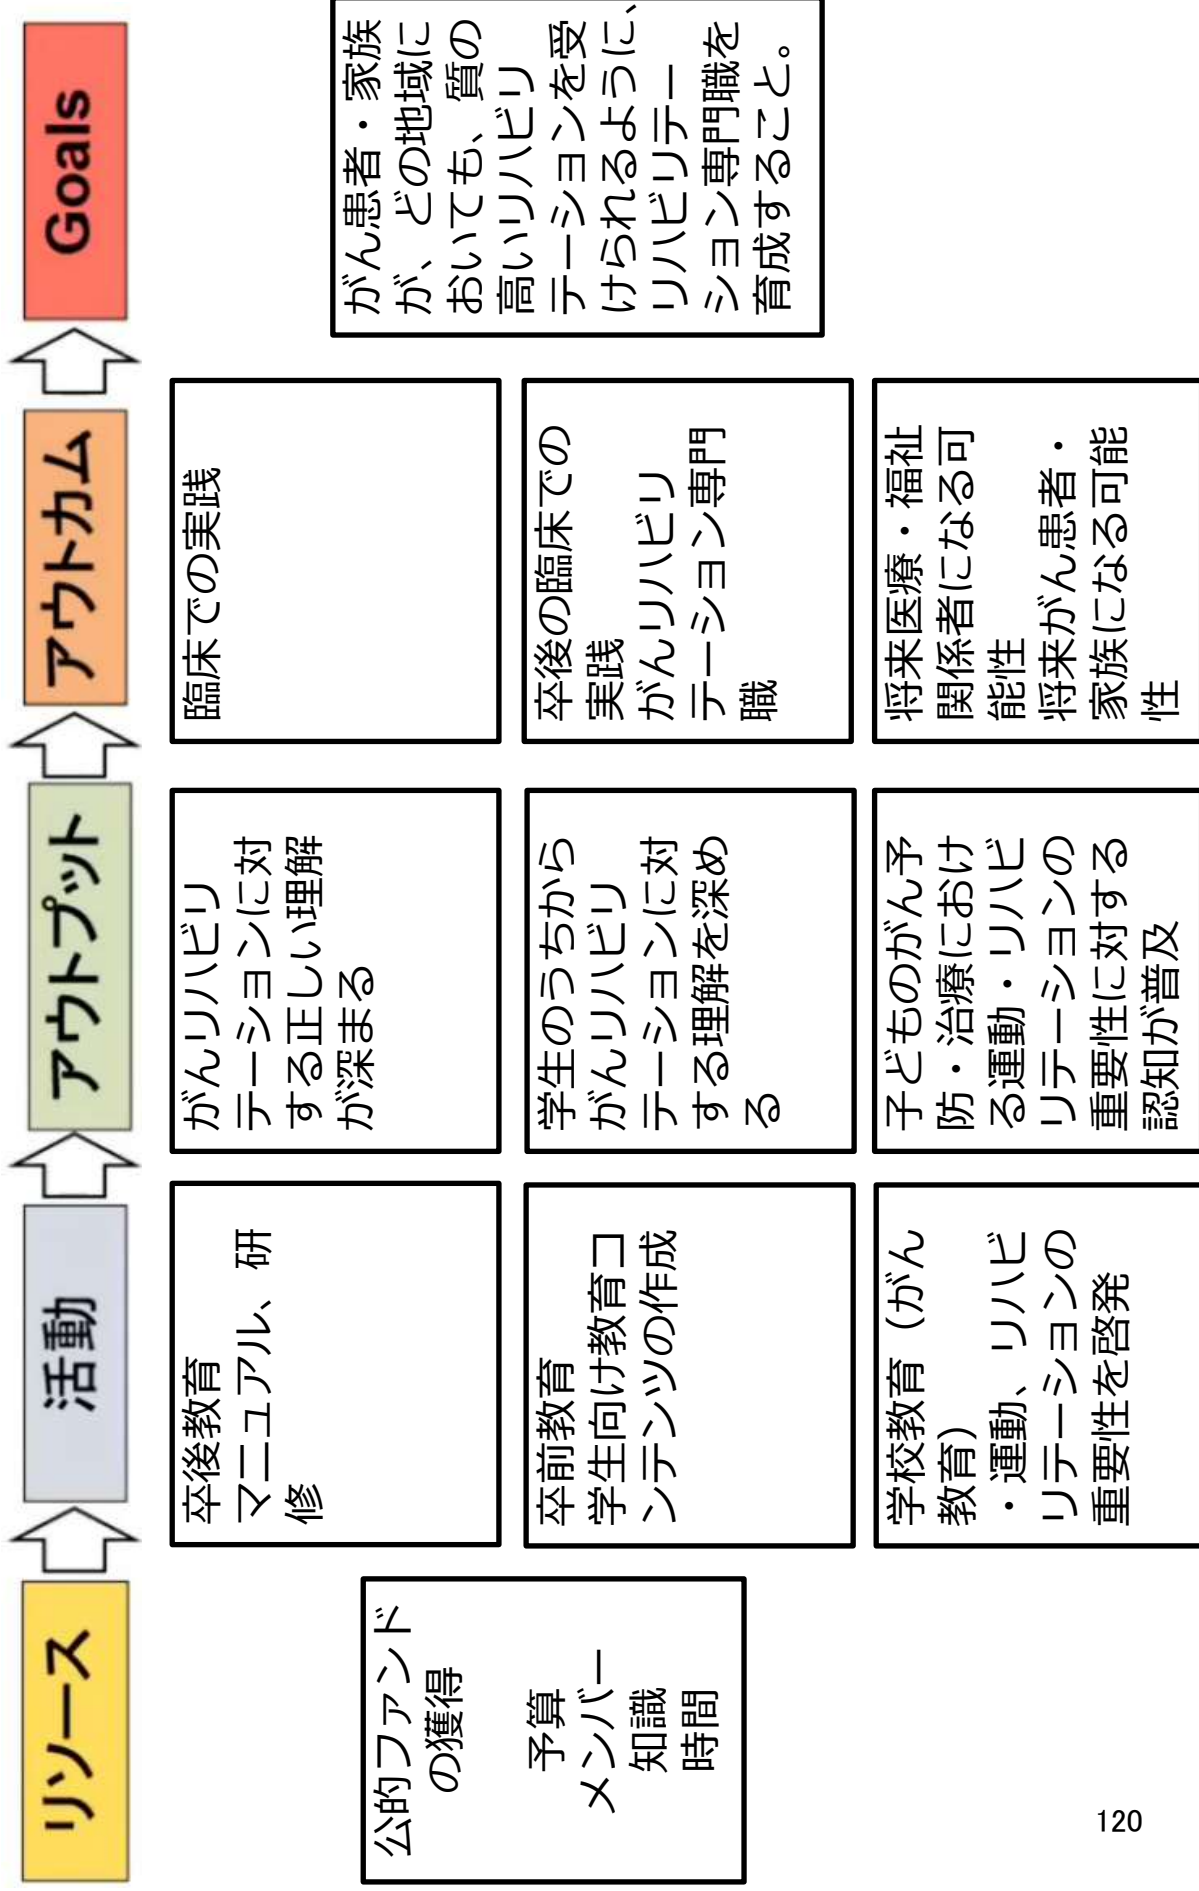 リソース
活動
アウトプット
アウトカム
Goals
公的ファンド
の獲得
予算
メンバー
知識
時間
卒後教育
マニュアル、研
修
がんリハビリ
テーションに対
する正しい理解
が深まる
臨床での実践
卒前教育
学生向け教育コ
ンテンツの作成
学生のうちから
がんリハビリ
テーションに対
する理解を深め
る
卒後の臨床での
実践
がんリハビリ
テーション専門
職
学校教育（がん
教育）
・運動、リハビ
リテーションの
重要性を啓発
子どものがん予
防・治療におけ
る運動・リハビ
リテーションの
重要性に対する
認知が普及
将来医療・福祉
関係者になる可
能性
将来がん患者・
家族になる可能
性
がん患者・家族
が、どの地域に
おいても、質の
高いリハビリ
テーションを受
けられるように、
リハビリテー
ション専門職を
育成すること。
120